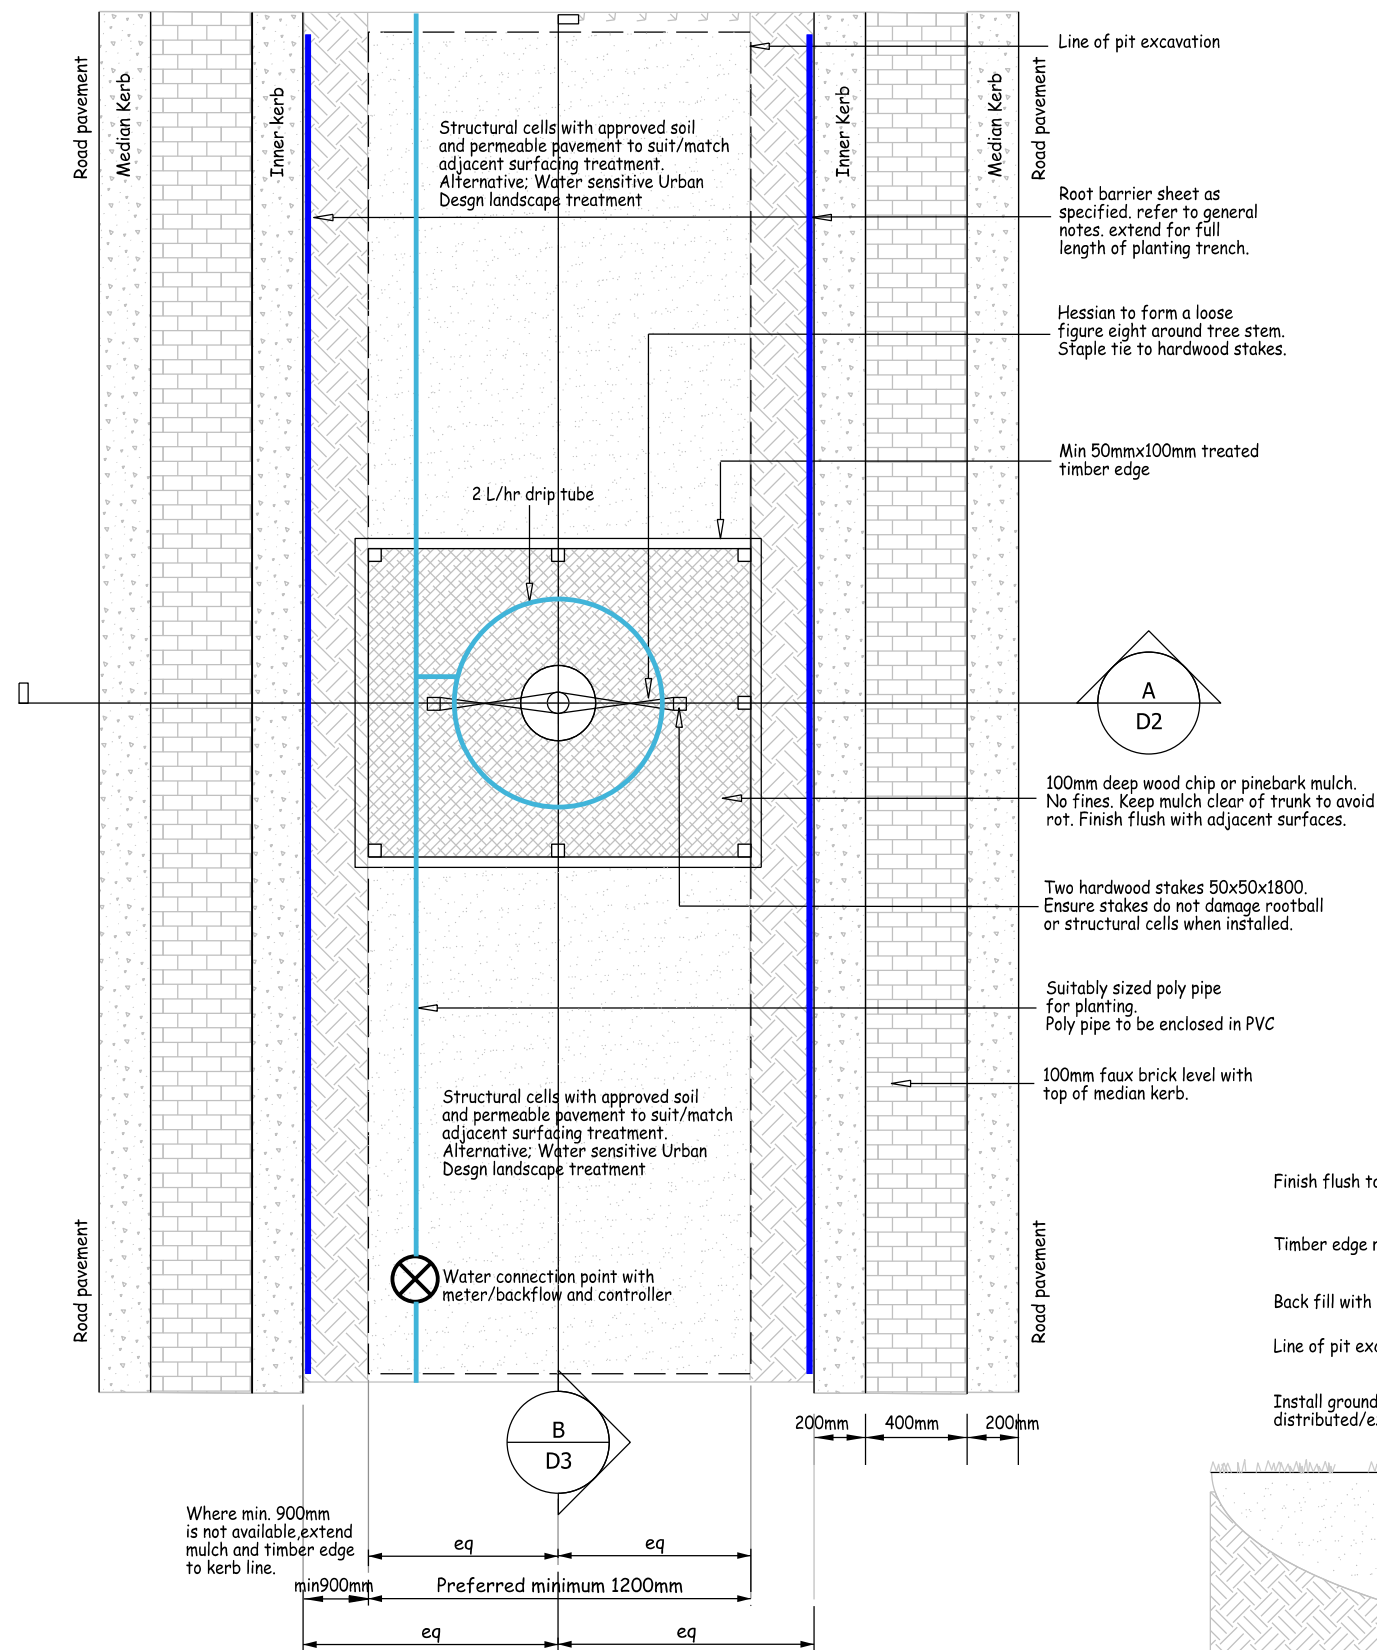 Line of pit excavation
Road pavement
Median Kerb
Inner kerb
Inner Kerb
Median Kerb
Road pavement
Structural cells with approved soil
and permeable pavement to suit/match
adjacent surfacing treatment.
Alternative; Water sensitive Urban
Desgn landscape treatment
Root barrier sheet as
specified. refer to general
notes. extend for full
length of planting trench.
Hessian to form a loose
figure eight around tree stem.
Staple tie to hardwood stakes.
Min 50mmx100mm treated
timber edge
2 L/hr drip tube
A
D2
100mm deep wood chip or pinebark mulch.
No fines. Keep mulch clear of trunk to avoid
rot. Finish flush with adjacent surfaces.
Two hardwood stakes 50x50x1800.
Ensure stakes do not damage rootball
or structural cells when installed.
Suitably sized poly pipe
for planting.
Poly pipe to be enclosed in PVC
100mm faux brick level with
top of median kerb.
Structural cells with approved soil
and permeable pavement to suit/match
adjacent surfacing treatment.
Alternative; Water sensitive Urban
Desgn landscape treatment
Finish flush to
Timber edge
Back fill with
Line of pit
Install ground
Road pavement
Road pavement
Water connection point with
meter/backflow and controller
B
D3
200mm
400mm
200mm
Where min. 900mm
is not available,extend
mulch and timber edge
to kerb line.
eq
eq
min900mm
Preferred minimum 1200mm
eq
eq